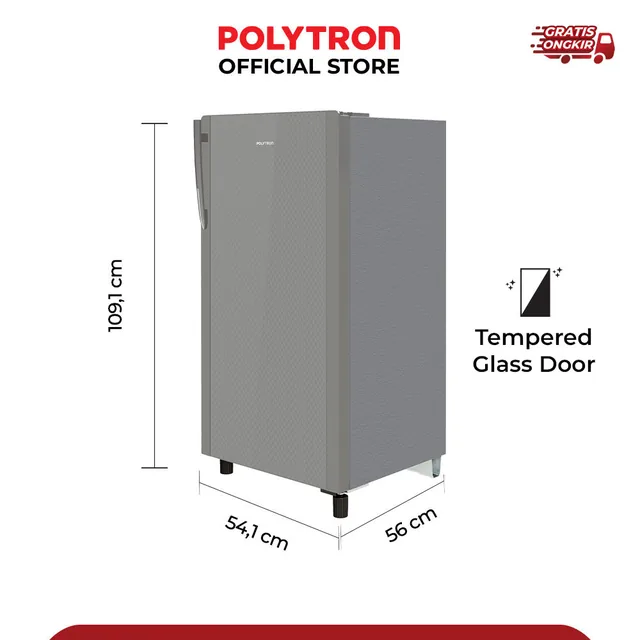 POLYTRON
OFFICIAL STORE
GRATIS
ONGKIR
POLYTRON
109,1 cm
Tempered
Glass Door
54,1 cm
56 cm